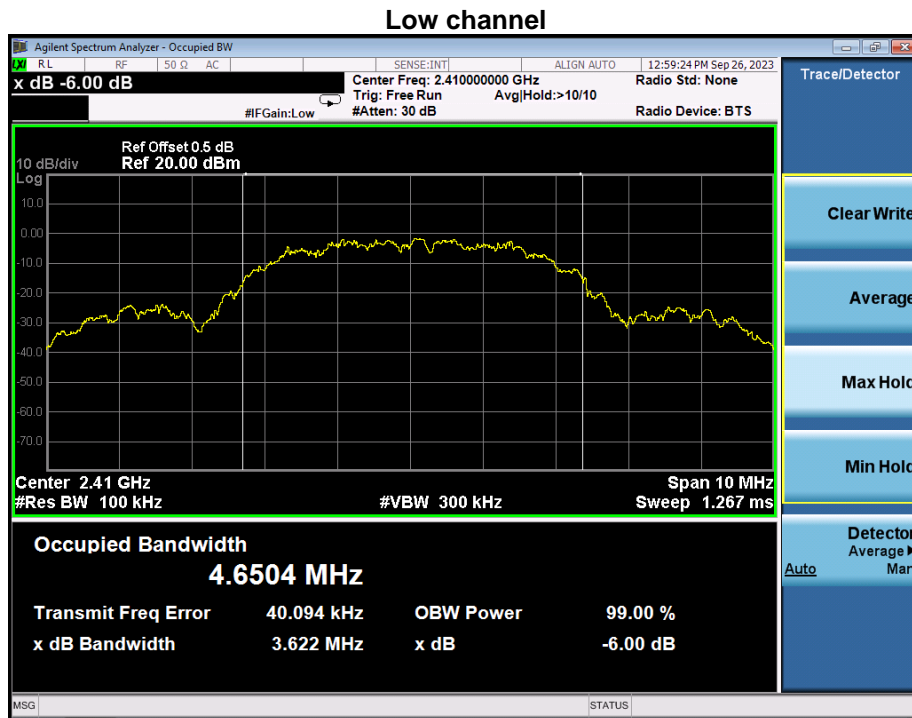 Low channel
Agilent Spectrum Analyzer - Occupied BW
LXI RL RF 50 Ω AC SENSE:INT ALIGN AUTO 12:59:24 PM Sep 26, 2023
x dB -6.00 dB
Center Freq: 2.410000000 GHz
Radio Std: None
Trig: Free Run Avg|Hold:>10/10
#IFGain:Low #Atten: 30 dB Radio Device: BTS
Trace/Detector
Ref Offset 0.5 dB
10 dB/div Ref 20.00 dBm
Log
10.0
0.00
-10.0
-20.0
-30.0
-40.0
-50.0
-60.0
-70.0
Center 2.41 GHz Span 10 MHz
#Res BW 100 kHz #VBW 300 kHz Sweep 1.267 ms
Occupied Bandwidth
4.6504 MHz
Transmit Freq Error 40.094 kHz OBW Power 99.00 %
x dB Bandwidth 3.622 MHz x dB -6.00 dB
Clear Write
Average
Max Hold
Min Hold
Detector
Average
Auto Man
MSG STATUS